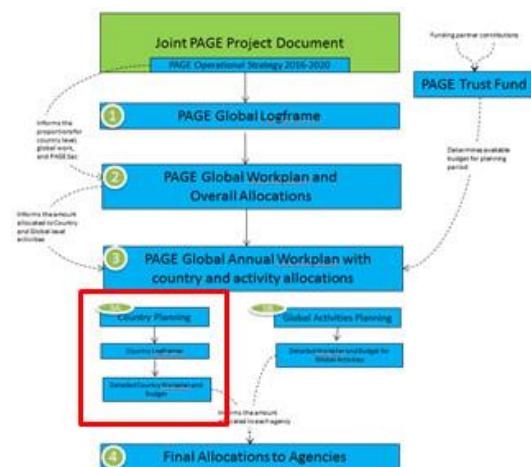 Joint PAGE Project Document
PAGE Operational Strategy 2016-2020
Funding partner contributions
PAGE Trust Fund
1
PAGE Global Logframe
Informs the
proportions for
country level,
global work,
and PAGE Sec
Determines available
budget for planning
period
2
PAGE Global Workplan and
Overall Allocations
Informs the amount
allocated to Country
and Global level
activities
3
PAGE Global Annual Workplan with
country and activity allocations
Country Planning
Global Activities Planning
Country Logframes
Detailed Workplan and Budget for
Global Activities
Detailed Country Workplan and
Budget
Informs the amount
allocated to each agency
4
Final Allocations to Agencies